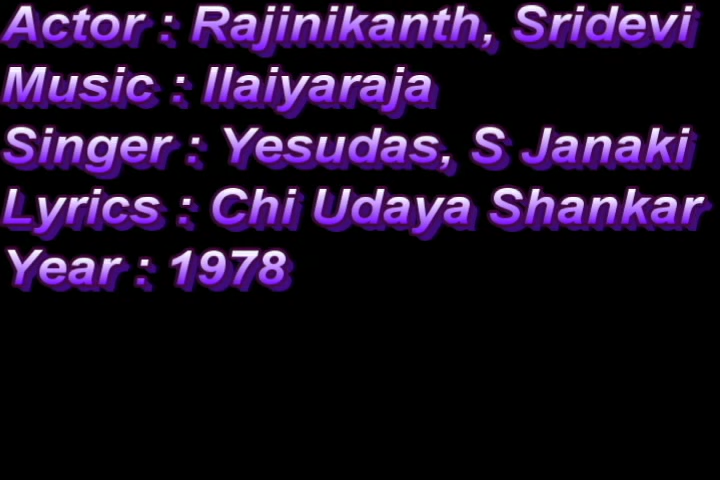 Actor : Rajinikanth, Sridevi
Music : Ilaiyaraja
Singer : Yesudas, S Janaki
Lyrics : Chi Udaya Shankar
Year : 1978